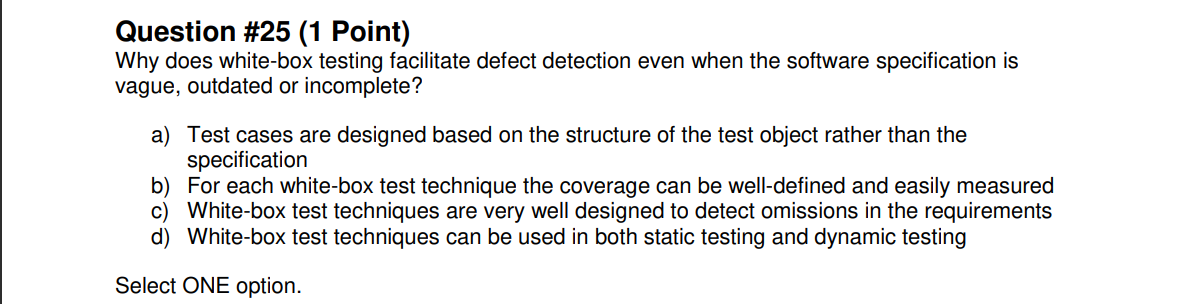 Question #25 (1 Point)
Why does white-box testing facilitate defect detection even when the software specification is
vague, outdated or incomplete?
a) Test cases are designed based on the structure of the test object rather than the
specification
b) For each white-box test technique the coverage can be well-defined and easily measured
c) White-box test techniques are very well designed to detect omissions in the requirements
d) White-box test techniques can be used in both static testing and dynamic testing
Select ONE option.